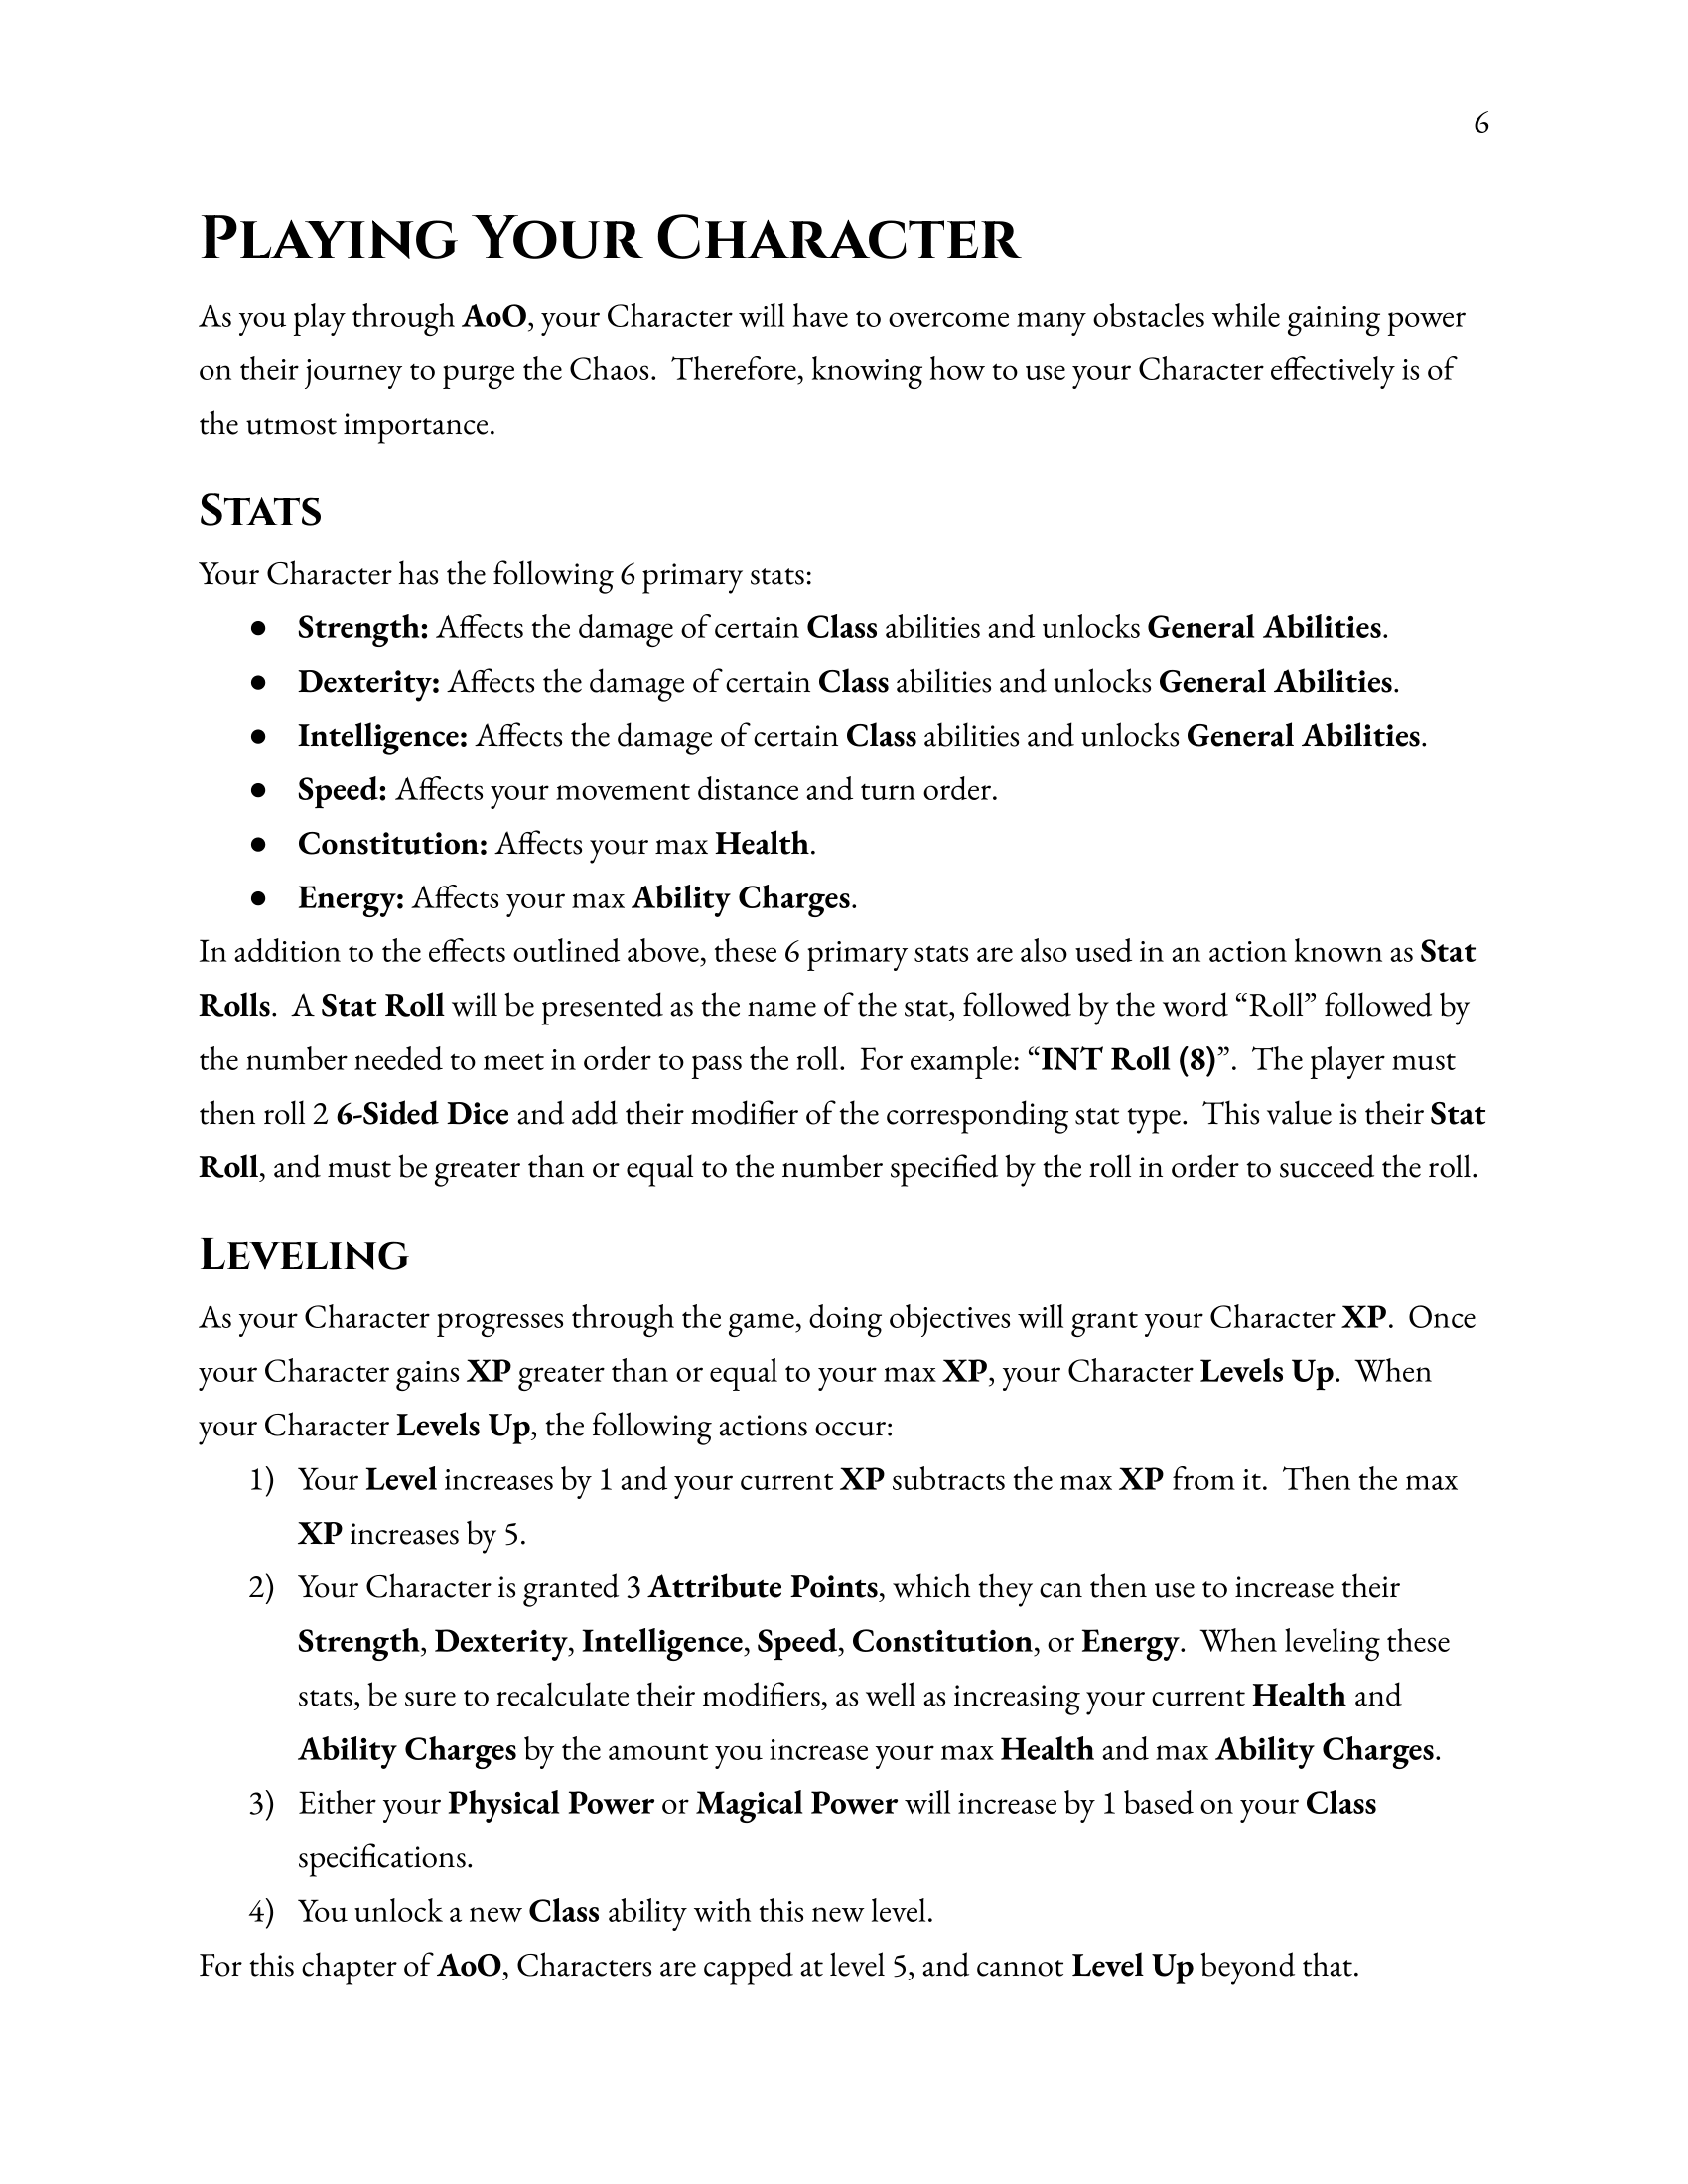 6
Playing Your Character
As you play through AoO, your Character will have to overcome many obstacles while gaining power
on their journey to purge the Chaos.  Therefore, knowing how to use your Character effectively is of
the utmost importance.
Stats
Your Character has the following 6 primary stats:
● Strength: Affects the damage of certain Class abilities and unlocks General Abilities.
● Dexterity: Affects the damage of certain Class abilities and unlocks General Abilities.
● Intelligence: Affects the damage of certain Class abilities and unlocks General Abilities.
● Speed: Affects your movement distance and turn order.
● Constitution: Affects your max Health.
● Energy: Affects your max Ability Charges.
In addition to the effects outlined above, these 6 primary stats are also used in an action known as Stat
Rolls.  A Stat Roll will be presented as the name of the stat, followed by the word “Roll” followed by
the number needed to meet in order to pass the roll.  For example: “INT Roll (8)”.  The player must
then roll 2 6-Sided Dice and add their modifier of the corresponding stat type.  This value is their Stat
Roll, and must be greater than or equal to the number specified by the roll in order to succeed the roll.
Leveling
As your Character progresses through the game, doing objectives will grant your Character XP.  Once
your Character gains XP greater than or equal to your max XP, your Character Levels Up.  When
your Character Levels Up, the following actions occur:
1) Your Level increases by 1 and your current XP subtracts the max XP from it.  Then the max
XP increases by 5.
2) Your Character is granted 3 Attribute Points, which they can then use to increase their
Strength, Dexterity, Intelligence, Speed, Constitution, or Energy.  When leveling these
stats, be sure to recalculate their modifiers, as well as increasing your current Health and
Ability Charges by the amount you increase your max Health and max Ability Charges.
3) Either your Physical Power or Magical Power will increase by 1 based on your Class
specifications.
4) You unlock a new Class ability with this new level.
For this chapter of AoO, Characters are capped at level 5, and cannot Level Up beyond that.